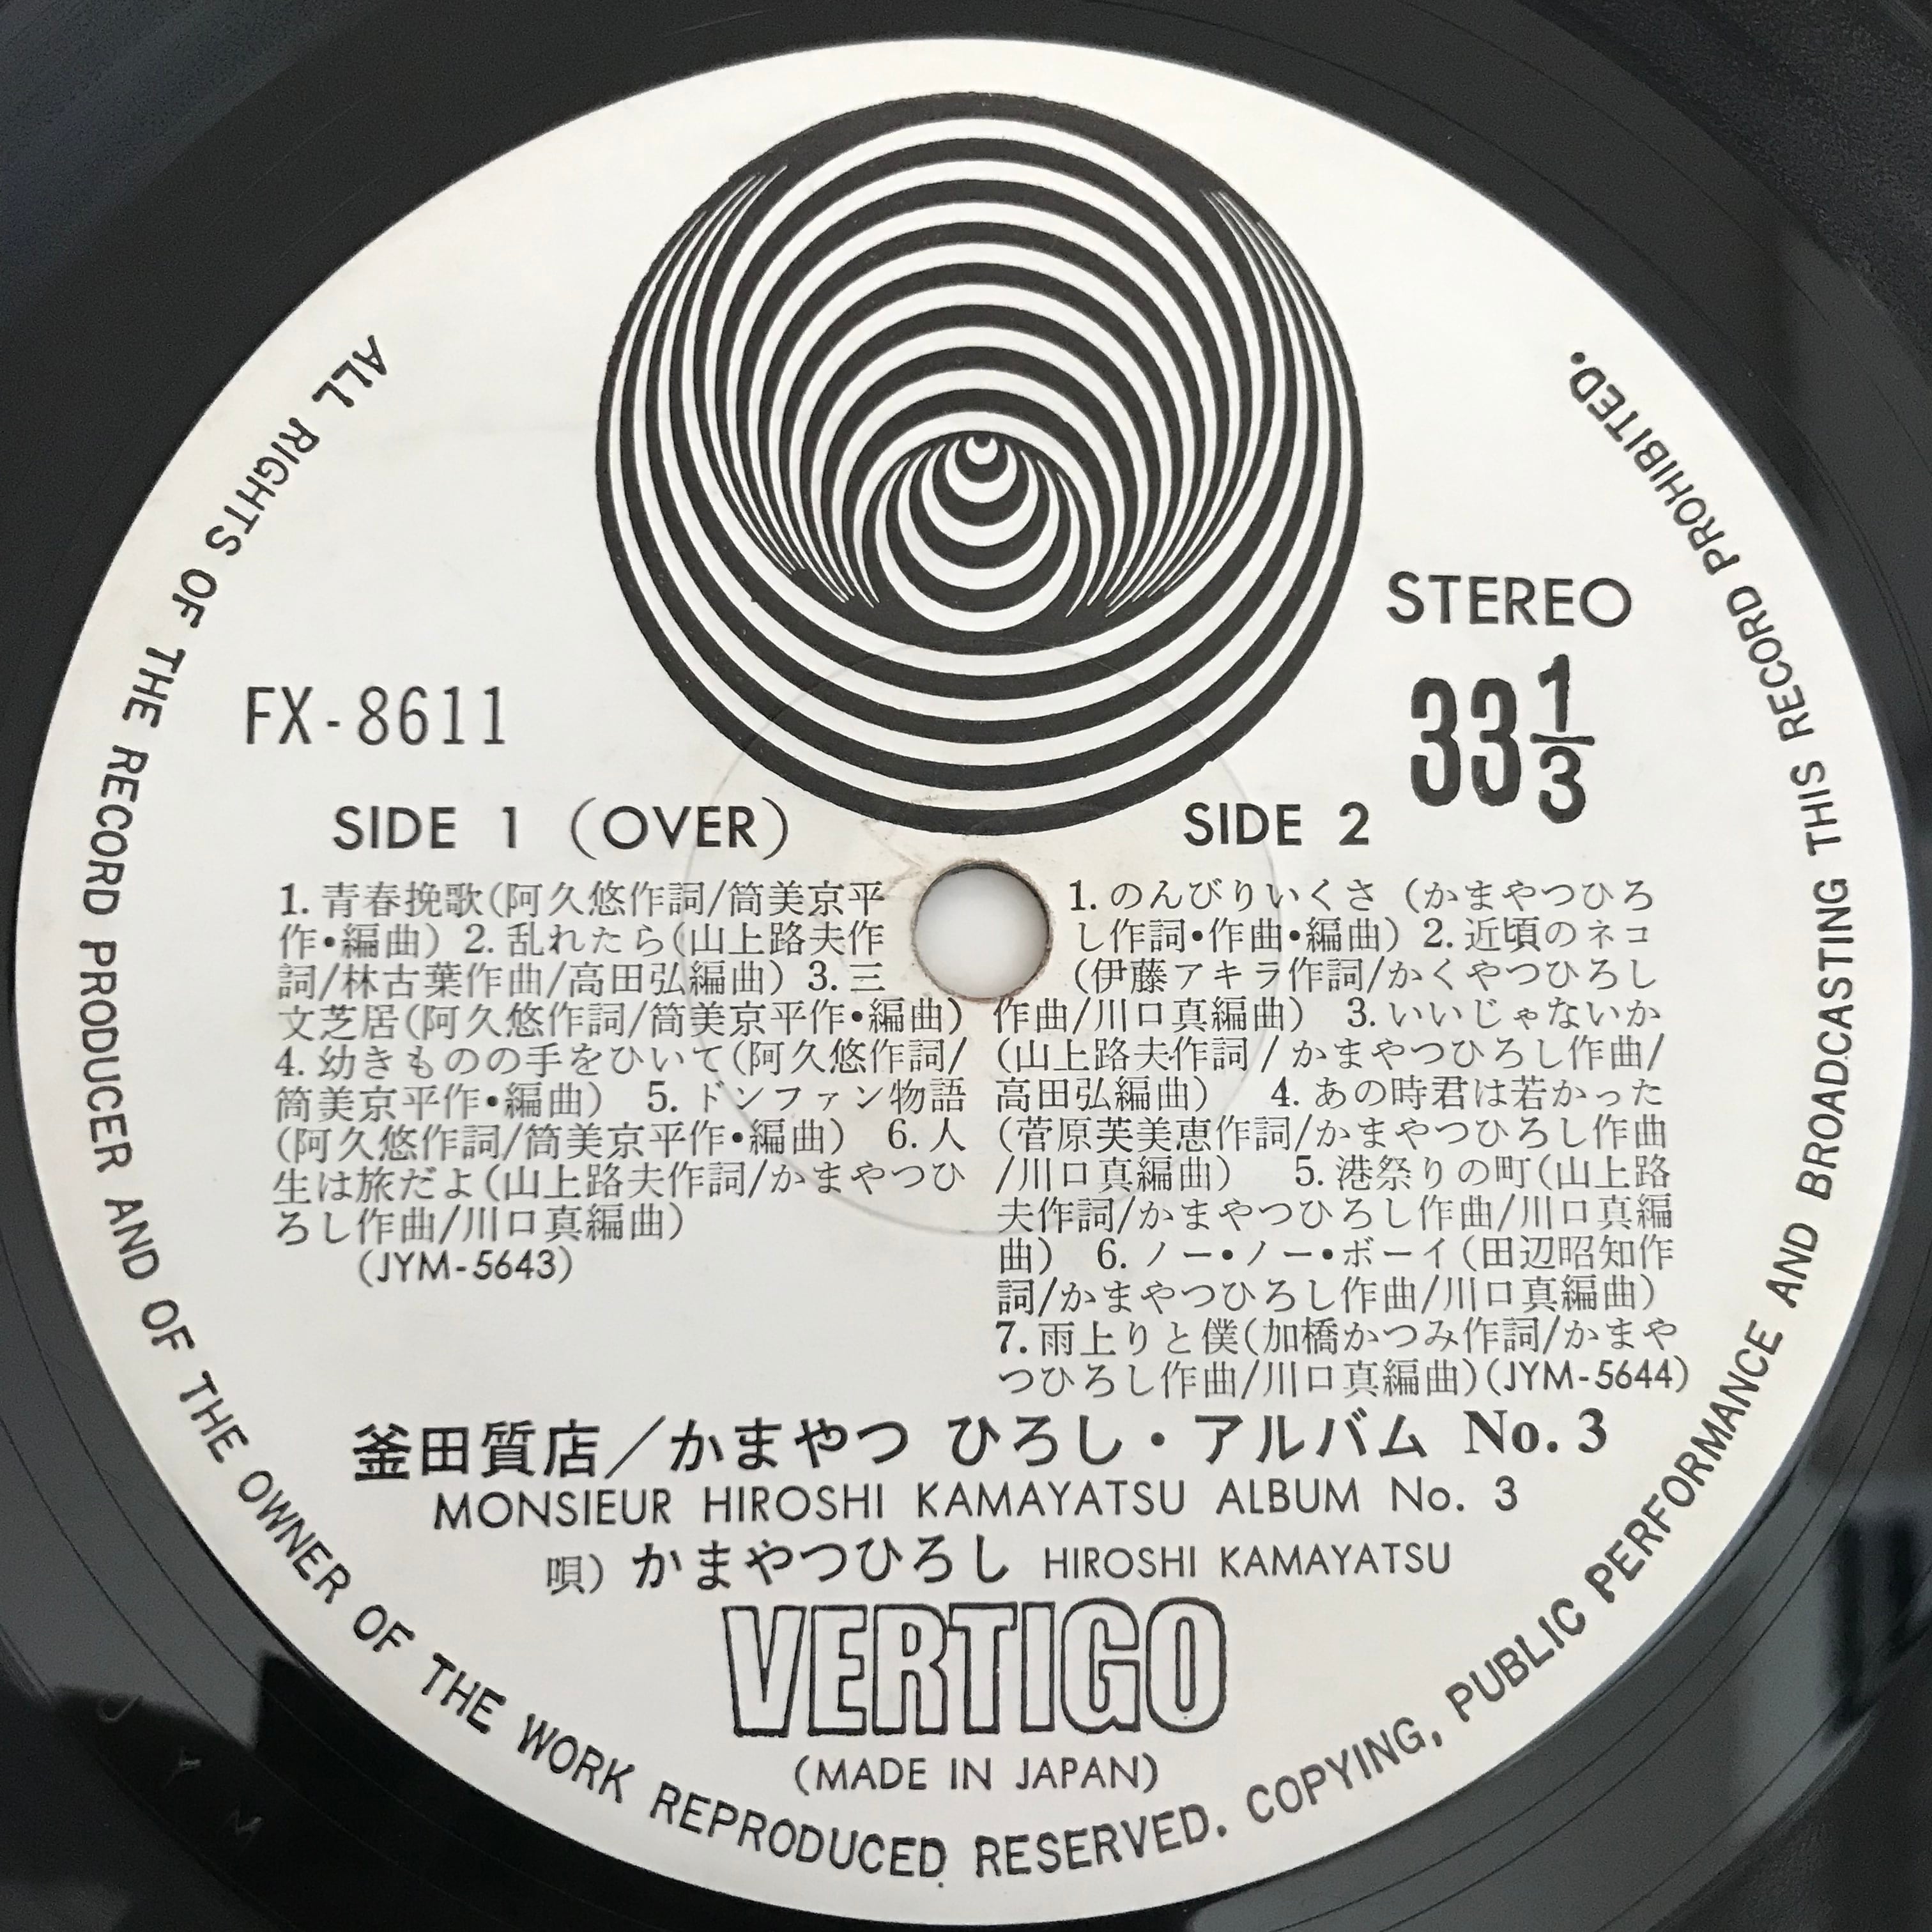 ALL RIGHTS OF THE RECORD PRODUCER AND OF THE OWNER OF THE WORK REPRODUCED RESERVED. COPYING, PUBLIC PERFORMANCE AND BROADCASTING THIS RECORD PROHIBITED.
STEREO
33 1/3
FX-8611
SIDE 1 (OVER)
1. 青春挽歌(阿久悠作詞/筒美京平
作・編曲) 2. 乱れたら(山上路夫作
詞/林古葉作曲/高田弘編曲) 3. 三
文芝居(阿久悠作詞/筒美京平作・編曲)
4. 幼きものの手をひいて(阿久悠作詞/
筒美京平作・編曲) 5. ドンファン物語
(阿久悠作詞/筒美京平作・編曲) 6. 人
生は旅だよ(山上路夫作詞/かまやつひ
ろし作曲/川口真編曲)
(JYM-5643)
SIDE 2
1. のんびりいくさ (かまやつひろ
し作詞・作曲・編曲) 2. 近頃のネコ
(伊藤アキラ作詞/かくやつひろし
作曲/川口真編曲) 3. いいじゃないか
(山上路夫作詞/かまやつひろし作曲/
高田弘編曲) 4. あの時君は若かった
(菅原芙美恵作詞/かまやつひろし作曲
/川口真編曲) 5. 港祭りの町(山上路
夫作詞/かまやつひろし作曲/川口真編
曲) 6. ノー・ノー・ボーイ(田辺昭知作
詞/かまやつひろし作曲/川口真編曲)
7. 雨上りと僕(加橋かつみ作詞/かまや
つひろし作曲/川口真編曲)(JYM-5644)
釜田質店/かまやつ ひろし・アルバム No. 3
MONSIEUR HIROSHI KAMAYATSU ALBUM No. 3
唄) かまやつひろし HIROSHI KAMAYATSU
VERTIGO
(MADE IN JAPAN)
J Y M